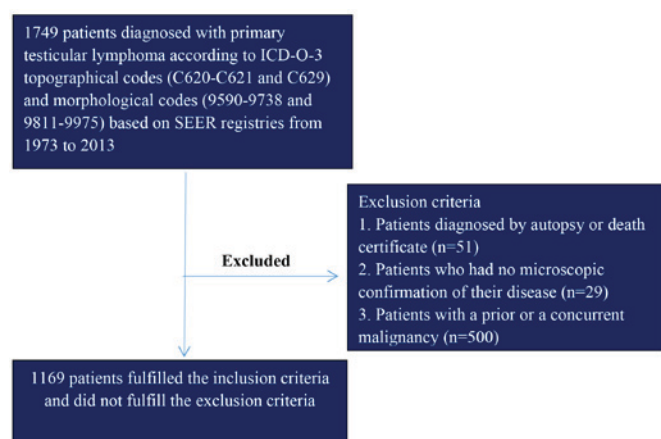 1749 patients diagnosed with primary
testicular lymphoma according to ICD-O-3
topographical codes (C620-C621 and C629)
and morphological codes (9590-9738 and
9811-9975) based on SEER registries from
1973 to 2013
Excluded
Exclusion criteria
1. Patients diagnosed by autopsy or death
certificate (n=51)
2. Patients who had no microscopic
confirmation of their disease (n=29)
3. Patients with a prior or a concurrent
malignancy (n=500)
1169 patients fulfilled the inclusion criteria
and did not fulfill the exclusion criteria